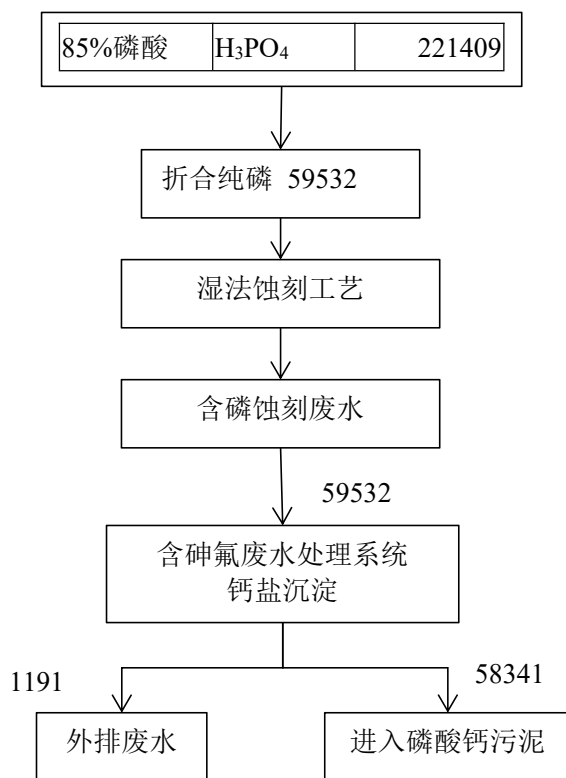 85%磷酸 H₃PO₄ 221409
折合纯磷 59532
湿法蚀刻工艺
含磷蚀刻废水
59532
含砷氟废水处理系统
钙盐沉淀
1191
58341
外排废水
进入磷酸钙污泥